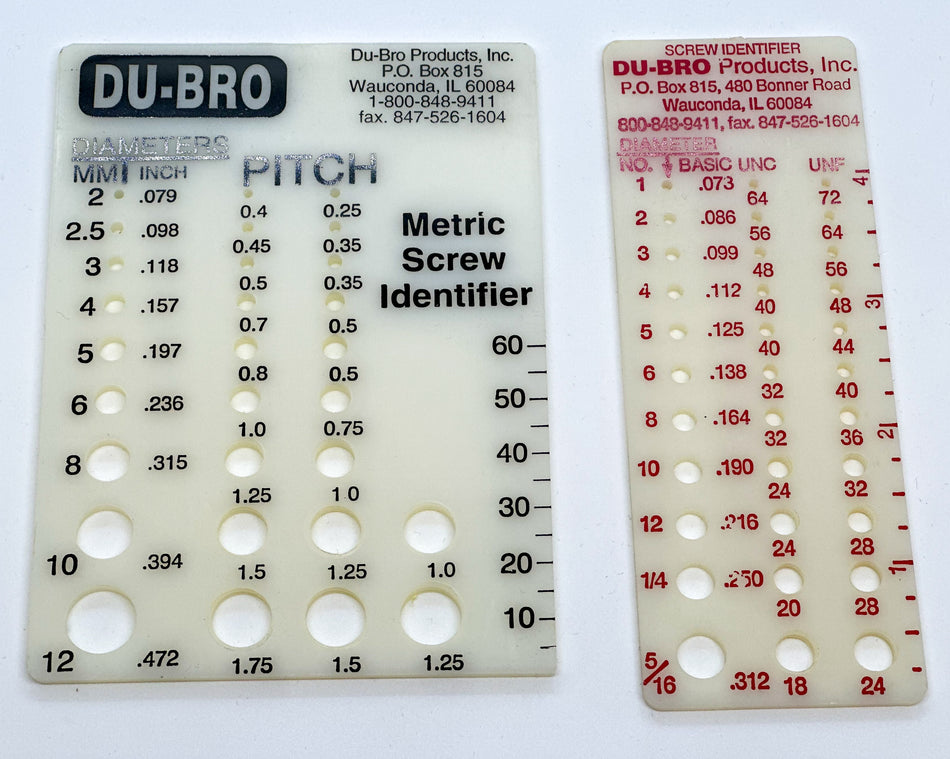 DU-BRO
Du-Bro Products, Inc.
P.O. Box 815
Wauconda, IL 60084
1-800-848-9411
fax. 847-526-1604
DIAMETERS
MM INCH PITCH
2 .079 0.4 0.25
2.5 .098 0.45 0.35
3 .118 0.5 0.35
4 .157 0.7 0.5
5 .197 0.8 0.5
6 .236 1.0 0.75
8 .315 1.25 1 0
10 .394 1.5 1.25 1.0
12 .472 1.75 1.5 1.25
Metric
Screw
Identifier
60
50
40
30
20
10
SCREW IDENTIFIER
DU-BRO Products, Inc.
P.O. Box 815, 480 Bonner Road
Wauconda, IL 60084
800-848-9411, fax. 847-526-1604
DIAMETER
NO. BASIC UNC UNF
1 .073 64 72
2 .086 56 64
3 .099 48 56
4 .112 40 48
5 .125 40 44
6 .138 32 40
8 .164 32 36
10 .190 24 32
12 .216 24 28
1/4 .250 20 28
5/16 .312 18 24
4
3
2
1